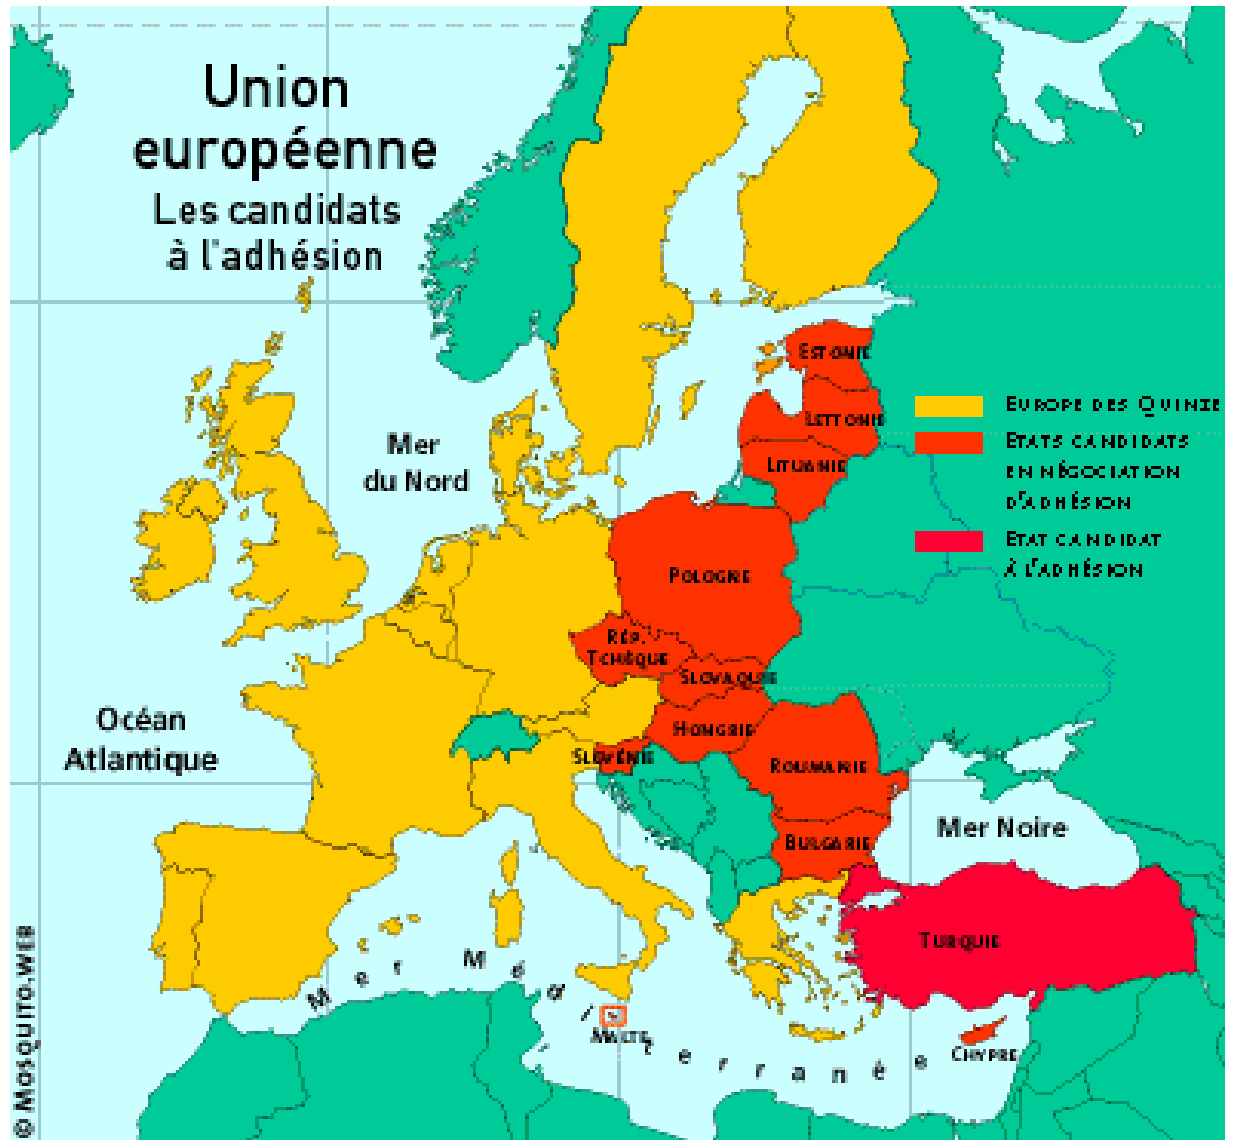 Union
européenne
Les candidats
à l'adhésion
ESTONIE
LETTONIE
EUROPE DES QUINZE
ETATS CANDIDATS
EN NÉGOCIATION
D'ADHÉSION
ETAT CANDIDAT
À L'ADHÉSION
Mer
du Nord
LITUANIE
POLOGNE
RÉP.
TCHÈQUE
SLOVAQUIE
Océan
Atlantique
HONGRIE
SLOVÉNIE
ROUMANIE
Mer Noire
BULGARIE
TURQUIE
Mer Méditerranée
MALTE
CHYPRE
© MOSQUITO.WEB